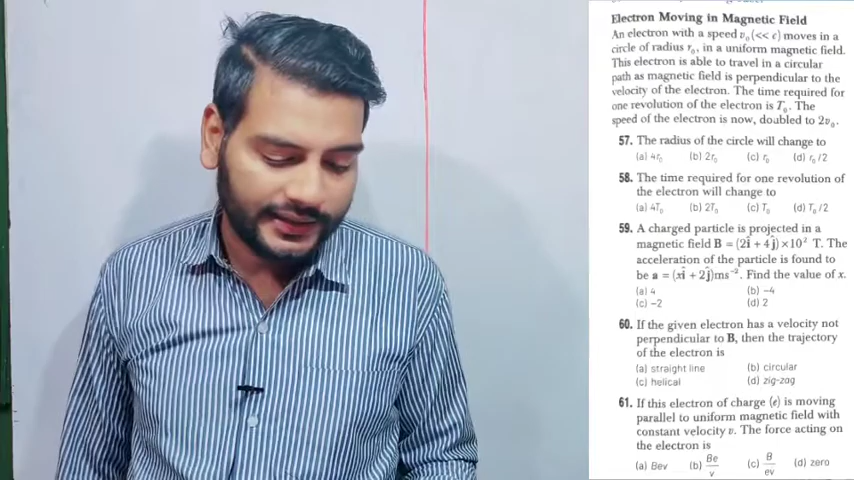 Electron Moving in Magnetic Field
An electron with a speed v₀(<< c) moves in a
circle of radius r₀, in a uniform magnetic field.
This electron is able to travel in a circular
path as magnetic field is perpendicular to the
velocity of the electron. The time required for
one revolution of the electron is T₀. The
speed of the electron is now, doubled to 2v₀.
57. The radius of the circle will change to
(a) 4r₀ (b) 2r₀ (c) r₀ (d) r₀/2
58. The time required for one revolution of
the electron will change to
(a) 4T₀ (b) 2T₀ (c) T₀ (d) T₀/2
59. A charged particle is projected in a
magnetic field B = (2î + 4ĵ)×10² T. The
acceleration of the particle is found to
be a = (xî + 2ĵ)ms⁻². Find the value of x.
(a) 4 (b) −4
(c) −2 (d) 2
60. If the given electron has a velocity not
perpendicular to B, then the trajectory
of the electron is
(a) straight line (b) circular
(c) helical (d) zig-zag
61. If this electron of charge (e) is moving
parallel to uniform magnetic field with
constant velocity v. The force acting on
the electron is
(a) Bev (b) Be/v (c) B/ev (d) zero